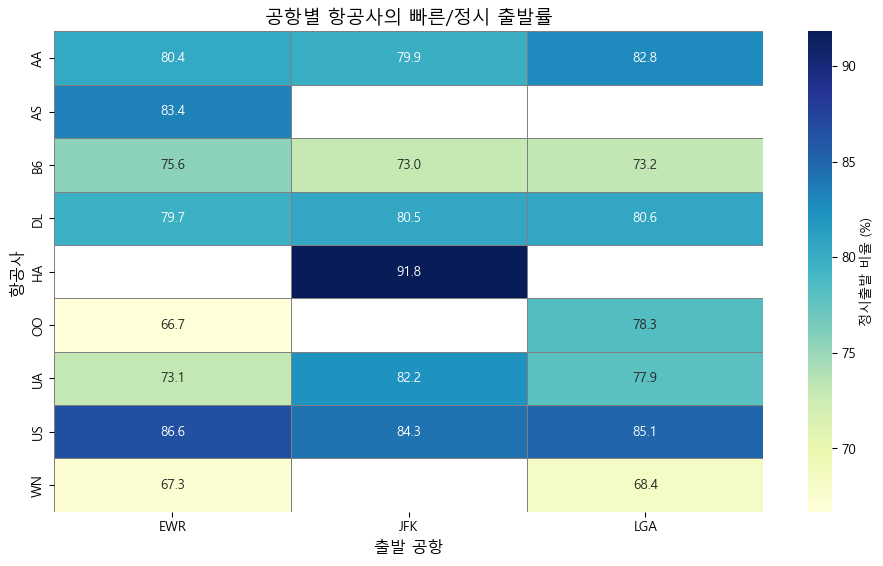 공항별 항공사의 빠른/정시 출발률
AA 80.4 79.9 82.8
AS 83.4
B6 75.6 73.0 73.2
DL 79.7 80.5 80.6
HA 91.8
OO 66.7 78.3
UA 73.1 82.2 77.9
US 86.6 84.3 85.1
WN 67.3 68.4
EWR JFK LGA
출발 공항
항공사
90
85
80
75
70
정시출발 비율 (%)